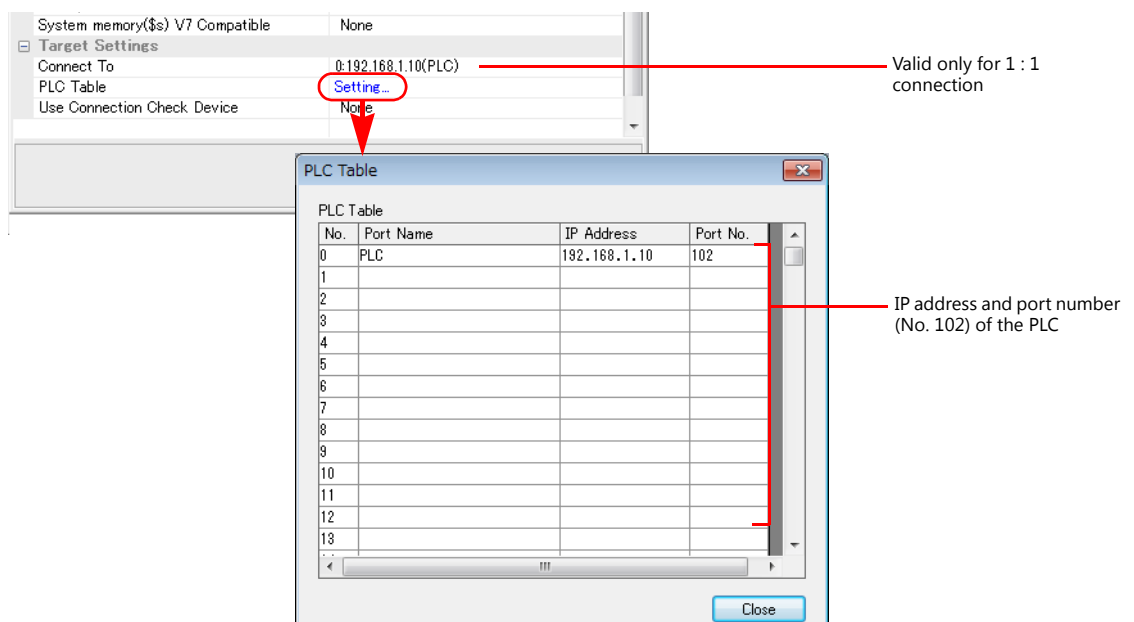 System memory($s) V7 Compatible None
Target Settings
Connect To 0:192.168.1.10(PLC)
PLC Table Setting...
Use Connection Check Device None
Valid only for 1 : 1
connection
PLC Table
PLC Table
No. Port Name IP Address Port No.
0 PLC 192.168.1.10 102
1
2
3
4
5
6
7
8
9
10
11
12
13
IP address and port number
(No. 102) of the PLC
Close